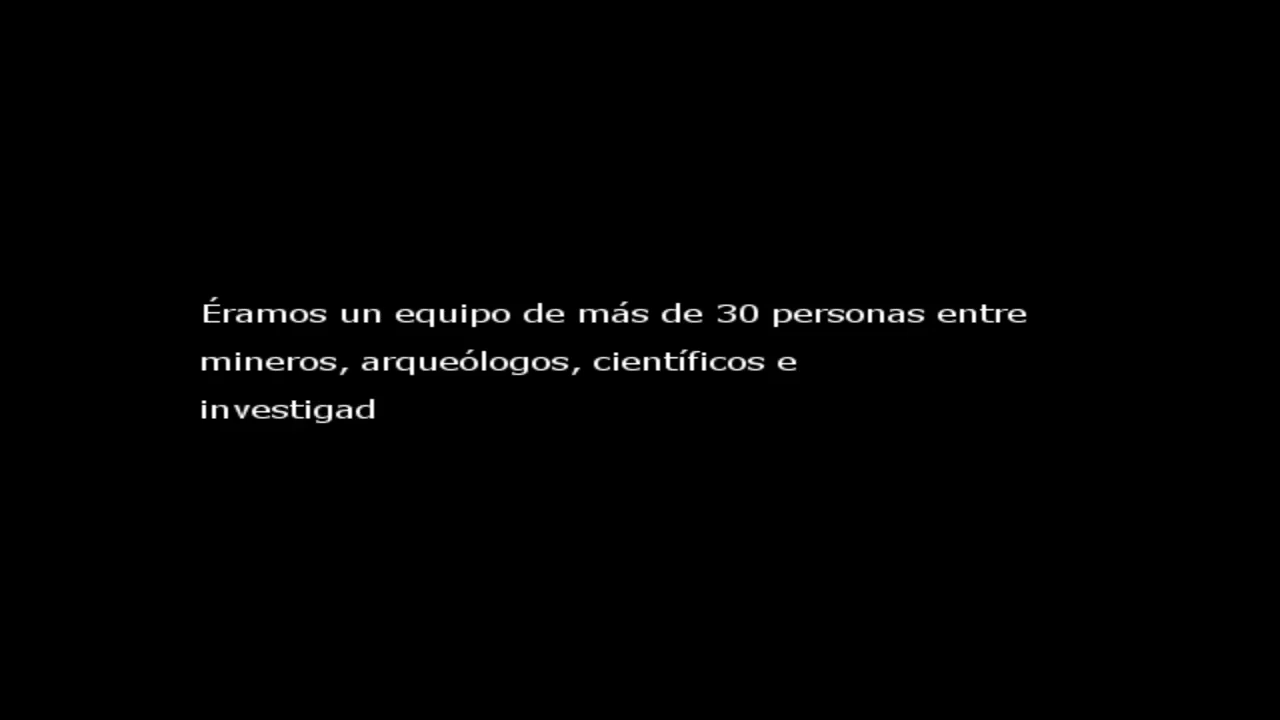 Éramos un equipo de más de 30 personas entre
mineros, arqueólogos, científicos e
investigad